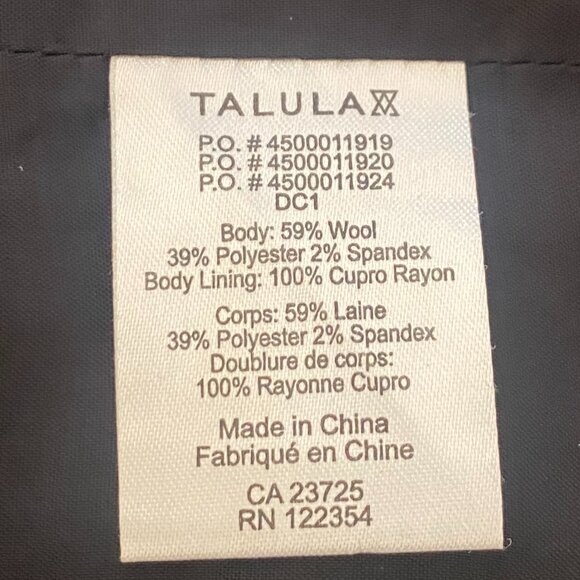 TALULA
P.O. # 4500011919
P.O. # 4500011920
P.O. # 4500011924
DC1
Body: 59% Wool
39% Polyester 2% Spandex
Body Lining: 100% Cupro Rayon
Corps: 59% Laine
39% Polyester 2% Spandex
Doublure de corps:
100% Rayonne Cupro
Made in China
Fabriqué en Chine
CA 23725
RN 122354